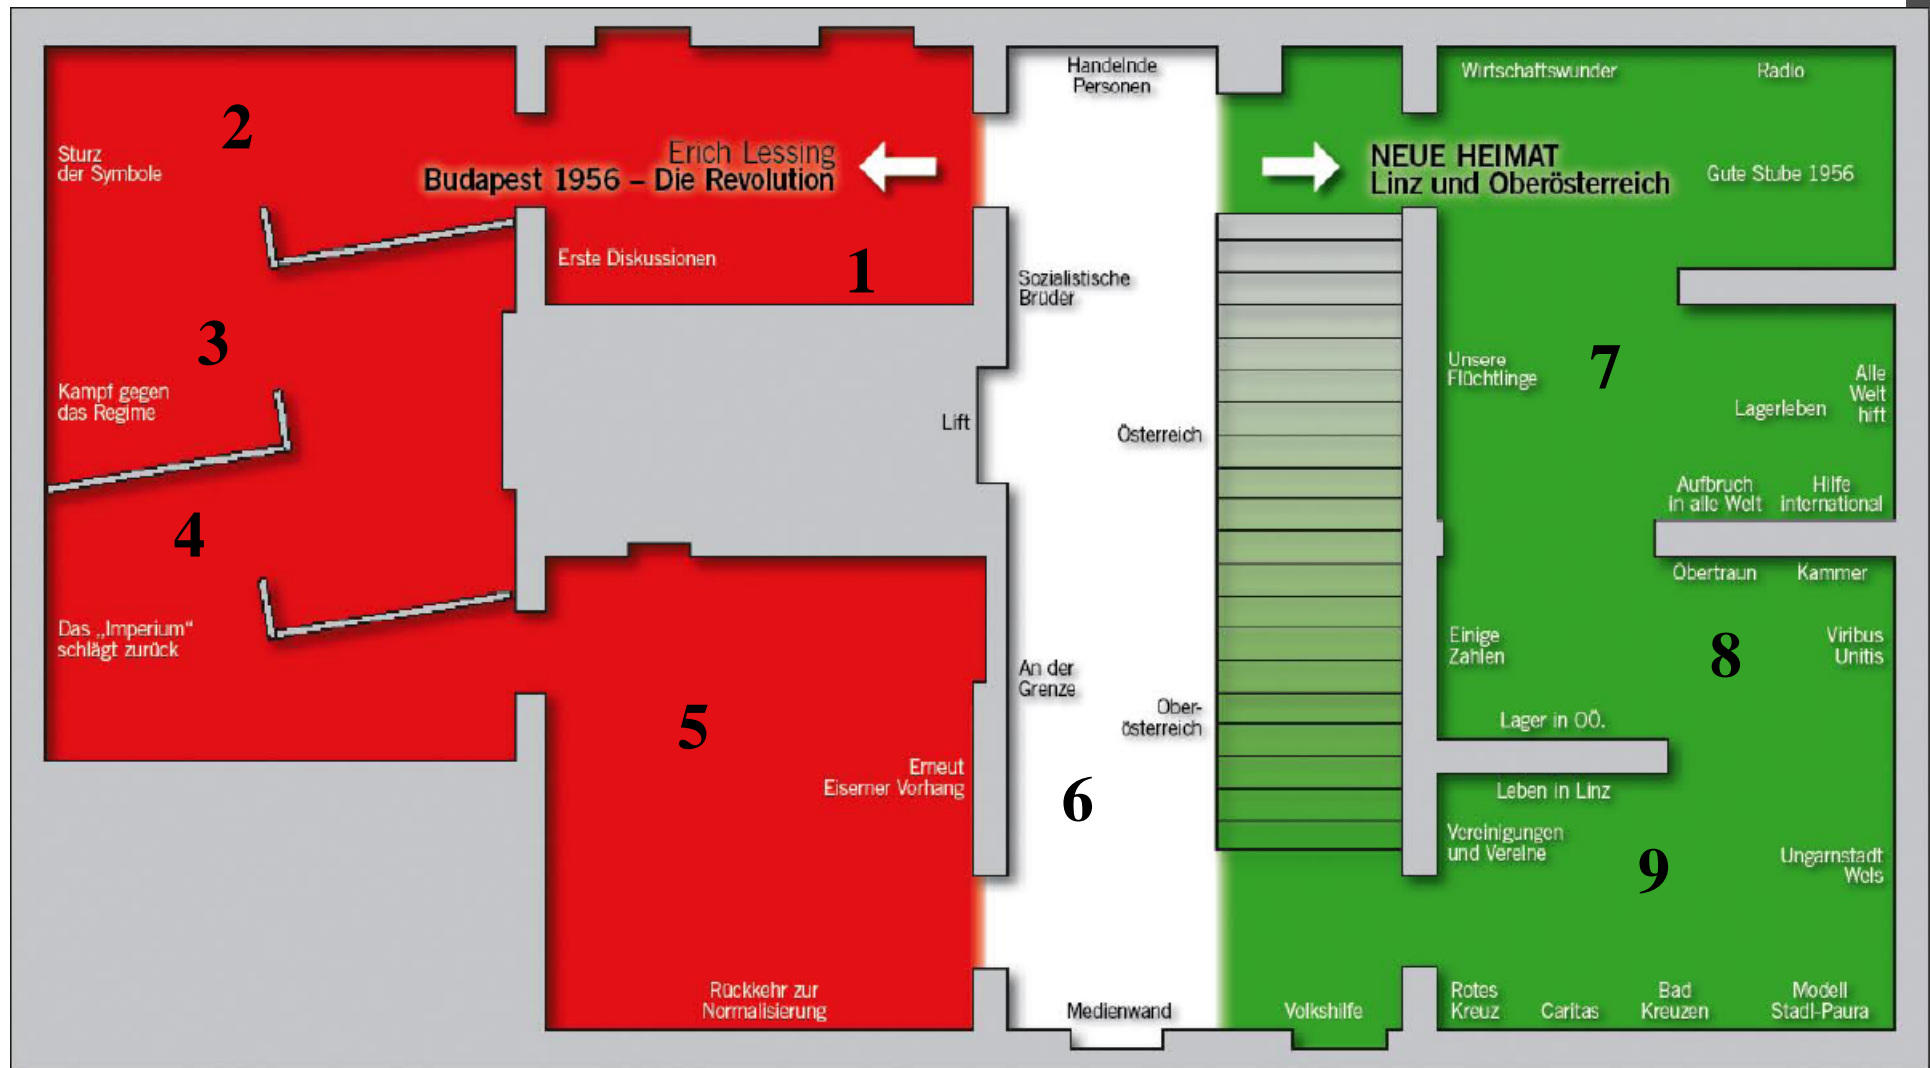 2
Sturz
der Symbole
Erich Lessing
Budapest 1956 – Die Revolution
Erste Diskussionen
1
3
Kampf gegen
das Regime
4
Das „Imperium“
schlägt zurück
5
Erneut
Eiserner Vorhang
Rückkehr zur
Normalisierung
Handelnde
Personen
Sozialistische
Brüder
Lift
Österreich
An der
Grenze
Ober-
österreich
6
Medienwand
Volkshilfe
NEUE HEIMAT
Linz und Oberösterreich
Wirtschaftswunder
Radio
Gute Stube 1956
Unsere
Flüchtlinge
7
Lagerleben
Alle
Welt
hift
Aufbruch
in alle Welt
Hilfe
international
Obertraun
Kammer
Einige
Zahlen
8
Viribus
Unitis
Lager in OÖ.
Leben in Linz
Vereinigungen
und Vereine
9
Ungarnstadt
Wels
Rotes
Kreuz
Caritas
Bad
Kreuzen
Modell
Stadl-Paura